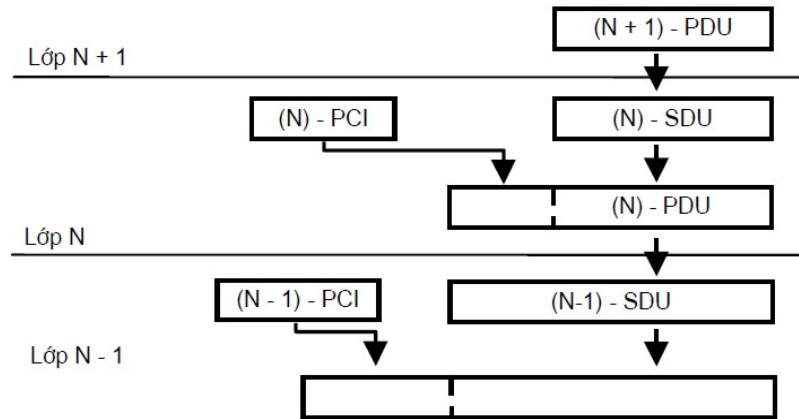 (N + 1) - PDU
Lớp N + 1
(N) - PCI
(N) - SDU
(N) - PDU
Lớp N
(N - 1) - PCI
(N-1) - SDU
Lớp N - 1